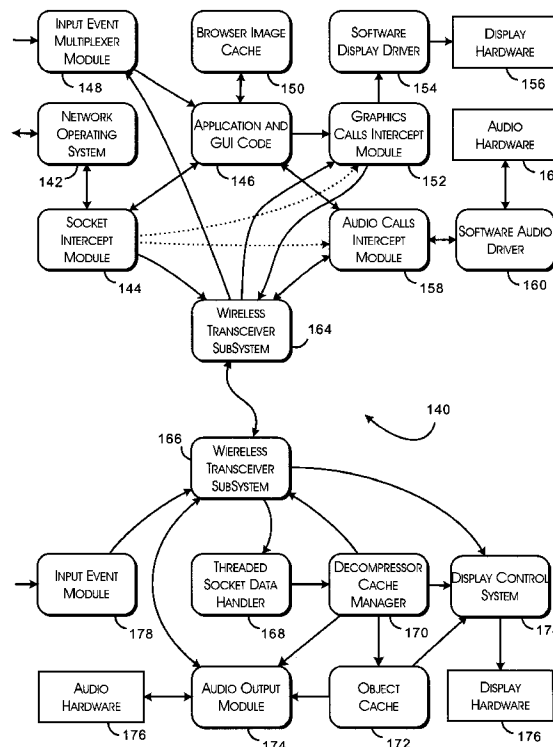 INPUT EVENT
MULTIPLEXER
MODULE
148
BROWSER IMAGE
CACHE
150
SOFTWARE
DISPLAY DRIVER
154
DISPLAY
HARDWARE
156
NETWORK
OPERATING
SYSTEM
142
APPLICATION AND
GUI CODE
146
GRAPHICS
CALLS INTERCEPT
MODULE
152
AUDIO
HARDWARE
16
SOCKET
INTERCEPT
MODULE
144
AUDIO CALLS
INTERCEPT
MODULE
158
SOFTWARE AUDIO
DRIVER
160
WIRELESS
TRANSCEIVER
SUBSYSTEM
164
140
166
WIERELESS
TRANSCEIVER
SUBSYSTEM
INPUT EVENT
MODULE
178
THREADED
SOCKET DATA
HANDLER
168
DECOMPRESSOR
CACHE
MANAGER
170
DISPLAY CONTROL
SYSTEM
AUDIO
HARDWARE
176
AUDIO OUTPUT
MODULE
174
OBJECT
CACHE
172
DISPLAY
HARDWARE
176